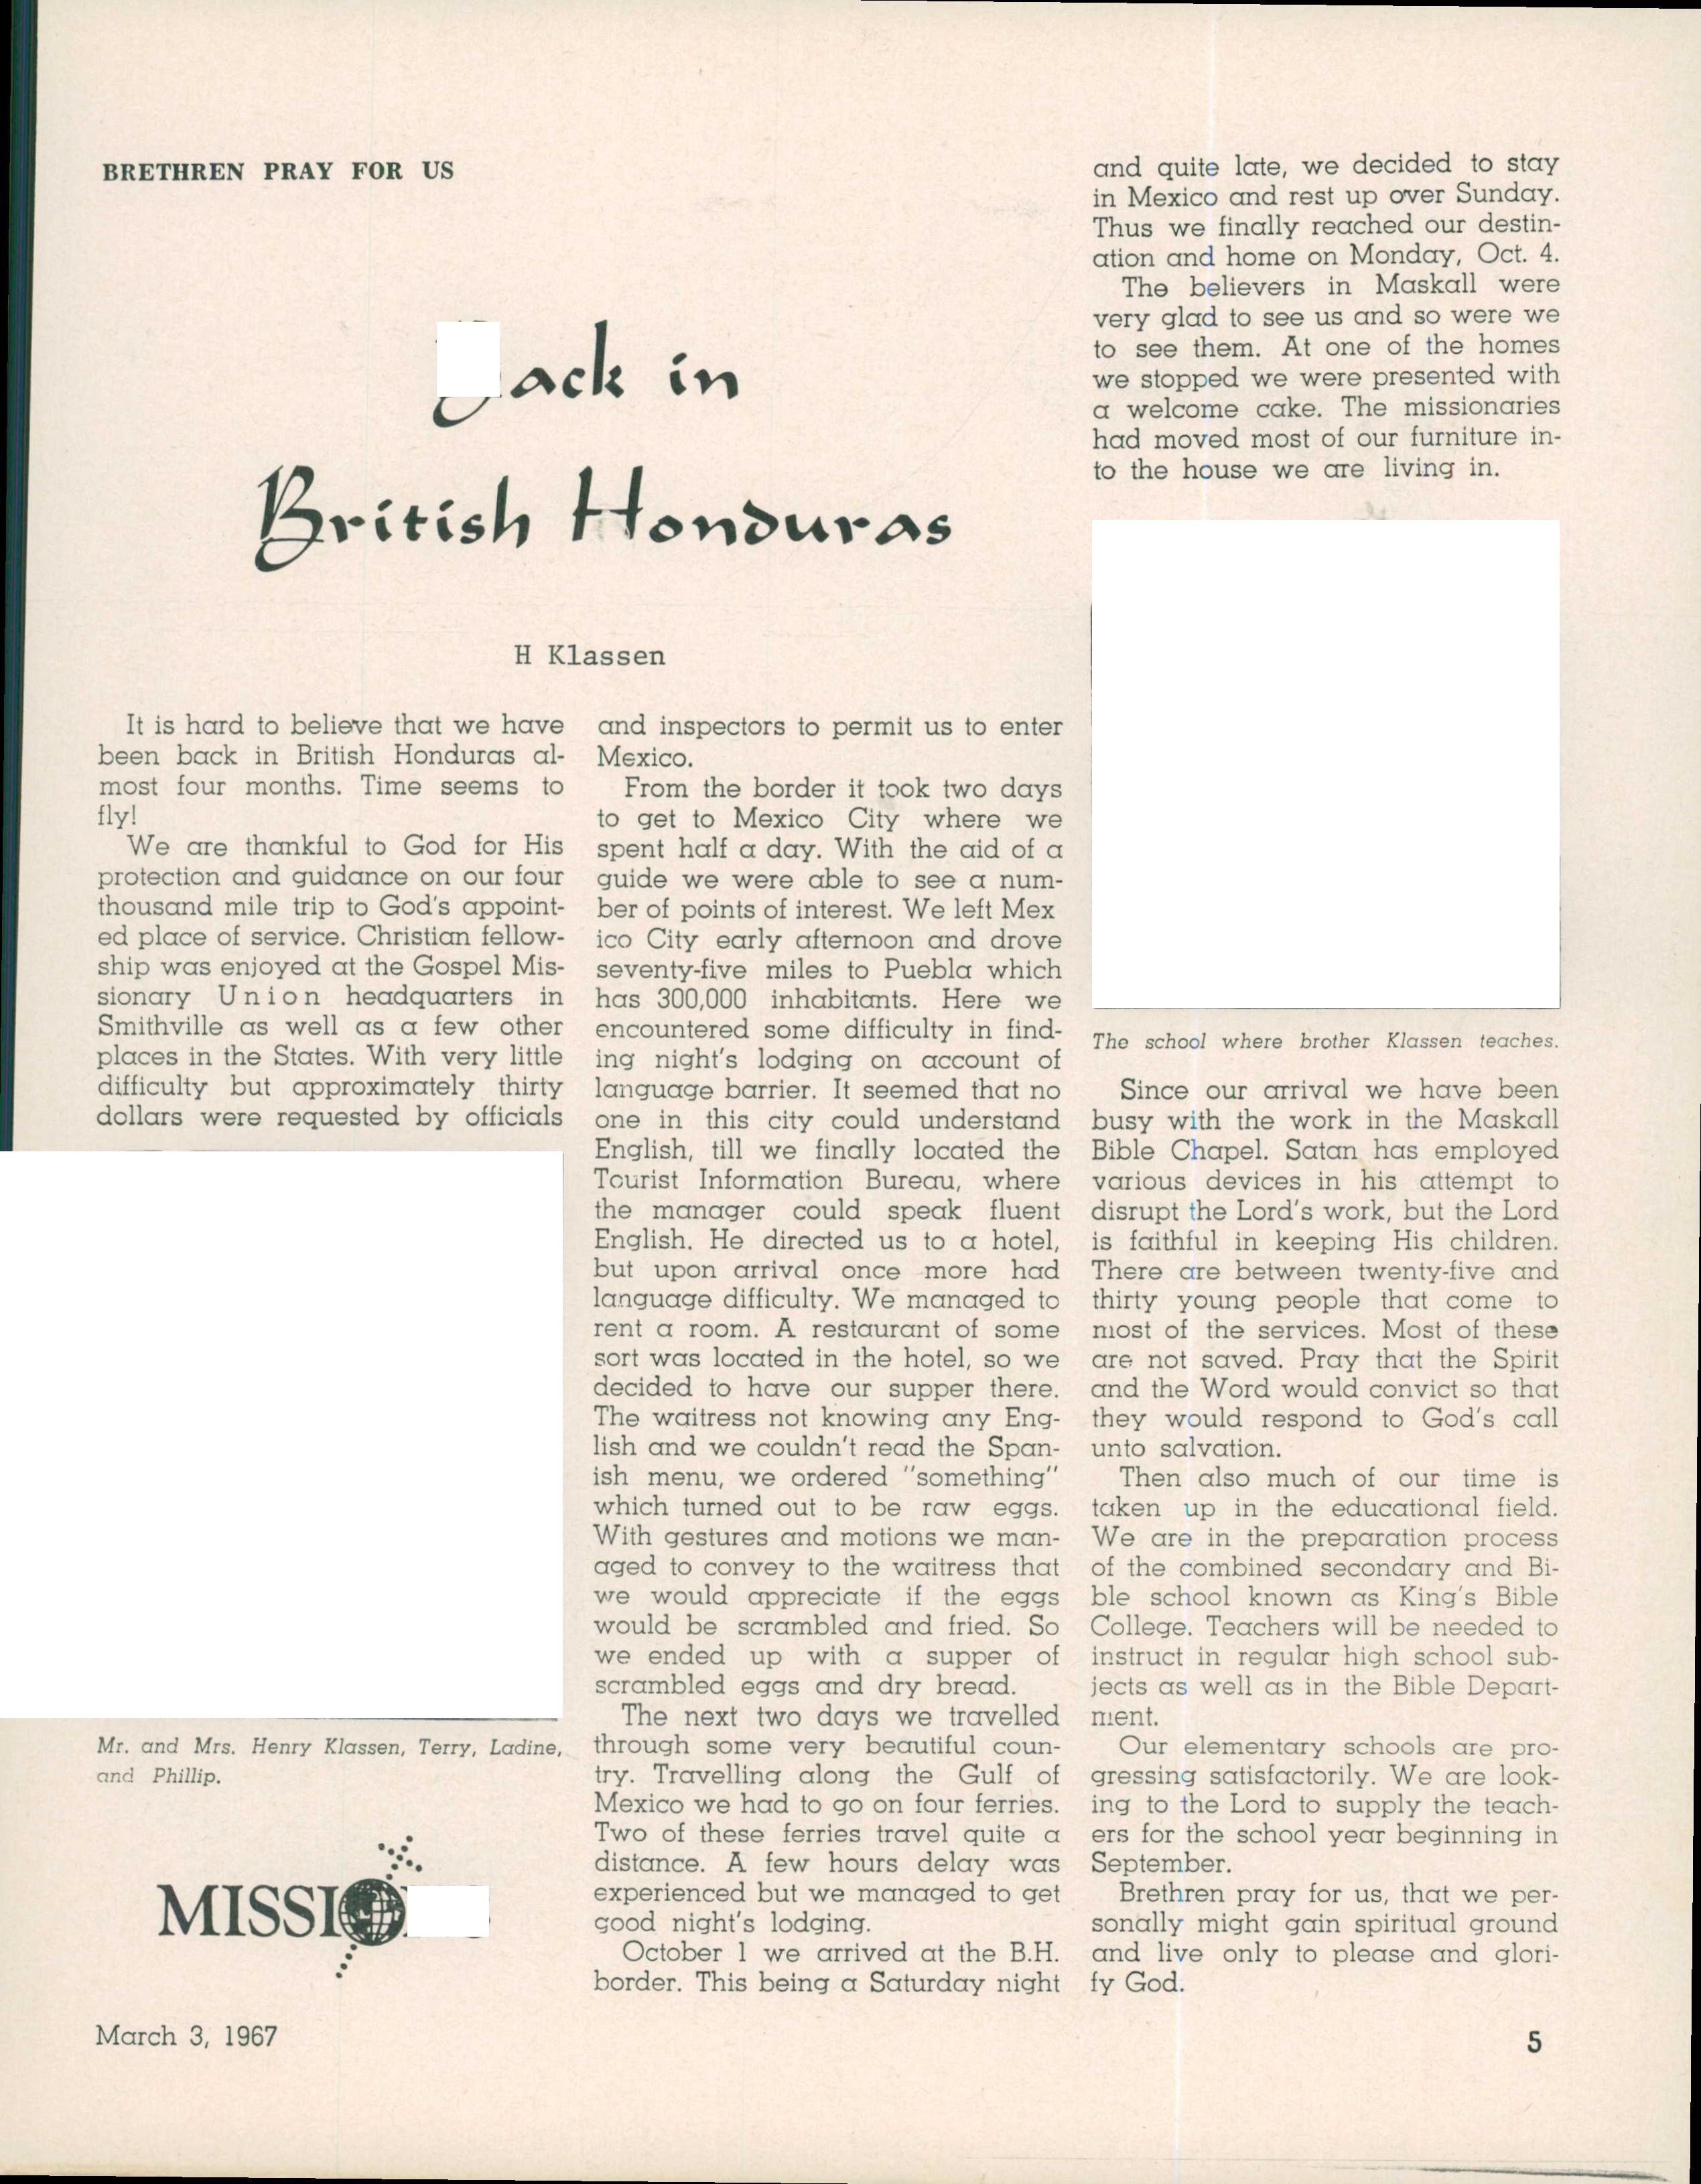 BRETHREN PRAY FOR US
ack in
British Honduras
H Klassen
It is hard to believe that we have
been back in British Honduras al-
most four months. Time seems to
fly!
We are thankful to God for His
protection and guidance on our four
thousand mile trip to God's appoint-
ed place of service. Christian fellow-
ship was enjoyed at the Gospel Mis-
sionary Union headquarters in
Smithville as well as a few other
places in the States. With very little
difficulty but approximately thirty
dollars were requested by officials
Mr. and Mrs. Henry Klassen, Terry, Ladine,
and Phillip.
MISSIO
and inspectors to permit us to enter
Mexico.
From the border it took two days
to get to Mexico City where we
spent half a day. With the aid of a
guide we were able to see a num-
ber of points of interest. We left Mex
ico City early afternoon and drove
seventy-five miles to Puebla which
has 300,000 inhabitants. Here we
encountered some difficulty in find-
ing night's lodging on account of
language barrier. It seemed that no
one in this city could understand
English, till we finally located the
Tourist Information Bureau, where
the manager could speak fluent
English. He directed us to a hotel,
but upon arrival once more had
language difficulty. We managed to
rent a room. A restaurant of some
sort was located in the hotel, so we
decided to have our supper there.
The waitress not knowing any Eng-
lish and we couldn't read the Span-
ish menu, we ordered "something"
which turned out to be raw eggs.
With gestures and motions we man-
aged to convey to the waitress that
we would appreciate if the eggs
would be scrambled and fried. So
we ended up with a supper of
scrambled eggs and dry bread.
The next two days we travelled
through some very beautiful coun-
try. Travelling along the Gulf of
Mexico we had to go on four ferries.
Two of these ferries travel quite a
distance. A few hours delay was
experienced but we managed to get
good night's lodging.
October 1 we arrived at the B.H.
border. This being a Saturday night
and quite late, we decided to stay
in Mexico and rest up over Sunday.
Thus we finally reached our destin-
ation and home on Monday, Oct. 4.
The believers in Maskall were
very glad to see us and so were we
to see them. At one of the homes
we stopped we were presented with
a welcome cake. The missionaries
had moved most of our furniture in-
to the house we are living in.
The school where brother Klassen teaches.
Since our arrival we have been
busy with the work in the Maskall
Bible Chapel. Satan has employed
various devices in his attempt to
disrupt the Lord's work, but the Lord
is faithful in keeping His children.
There are between twenty-five and
thirty young people that come to
most of the services. Most of these
are not saved. Pray that the Spirit
and the Word would convict so that
they would respond to God's call
unto salvation.
Then also much of our time is
taken up in the educational field.
We are in the preparation process
of the combined secondary and Bi-
ble school known as King's Bible
College. Teachers will be needed to
instruct in regular high school sub-
jects as well as in the Bible Depart-
ment.
Our elementary schools are pro-
gressing satisfactorily. We are look-
ing to the Lord to supply the teach-
ers for the school year beginning in
September.
Brethren pray for us, that we per-
sonally might gain spiritual ground
and live only to please and glori-
fy God.
March 3, 1967
5